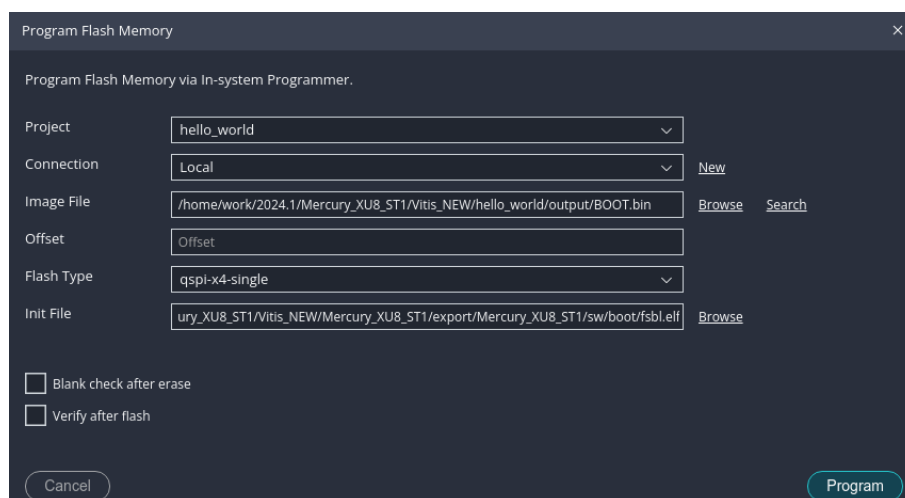 Program Flash Memory ×
Program Flash Memory via In-system Programmer.
Project hello_world
Connection Local New
Image File /home/work/2024.1/Mercury_XU8_ST1/Vitis_NEW/hello_world/output/BOOT.bin Browse Search
Offset Offset
Flash Type qspi-x4-single
Init File ury_XU8_ST1/Vitis_NEW/Mercury_XU8_ST1/export/Mercury_XU8_ST1/sw/boot/fsbl.elf Browse
Blank check after erase
Verify after flash
Cancel Program